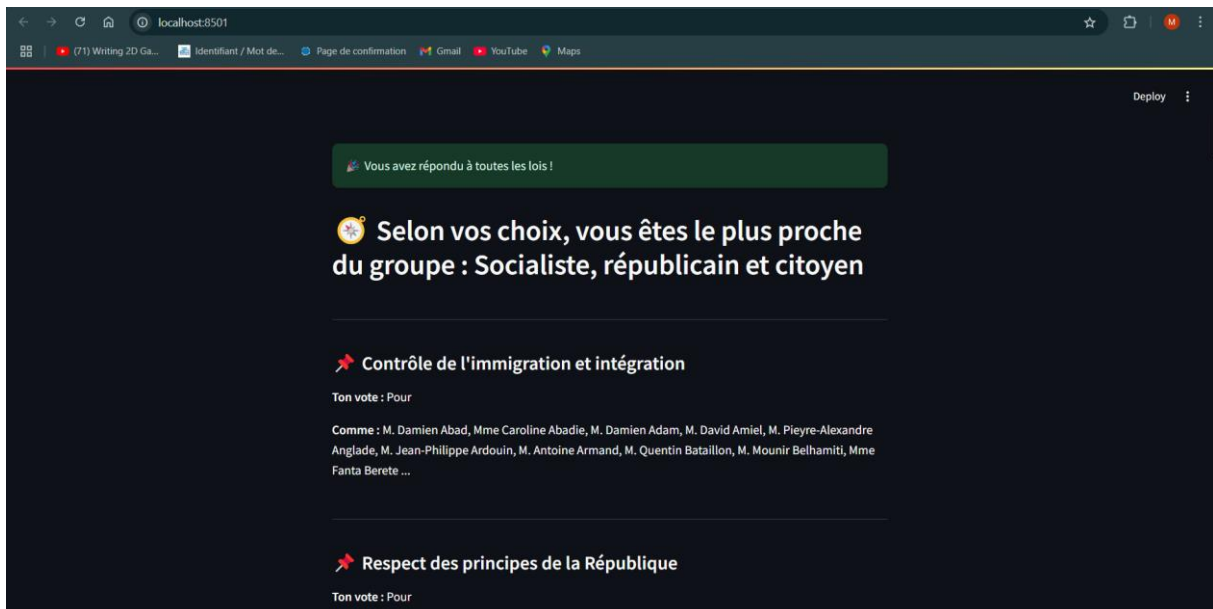 localhost:8501
(71) Writing 2D Ga...
Identifiant / Mot de...
Page de confirmation
Gmail
YouTube
Maps
M
Deploy
Vous avez répondu à toutes les lois !
Selon vos choix, vous êtes le plus proche
du groupe : Socialiste, républicain et citoyen
Contrôle de l'immigration et intégration
Ton vote : Pour
Comme : M. Damien Abad, Mme Caroline Abadie, M. Damien Adam, M. David Amiel, M. Pieyre-Alexandre
Anglade, M. Jean-Philippe Ardouin, M. Antoine Armand, M. Quentin Bataillon, M. Mounir Belhamiti, Mme
Fanta Berete ...
Respect des principes de la République
Ton vote : Pour